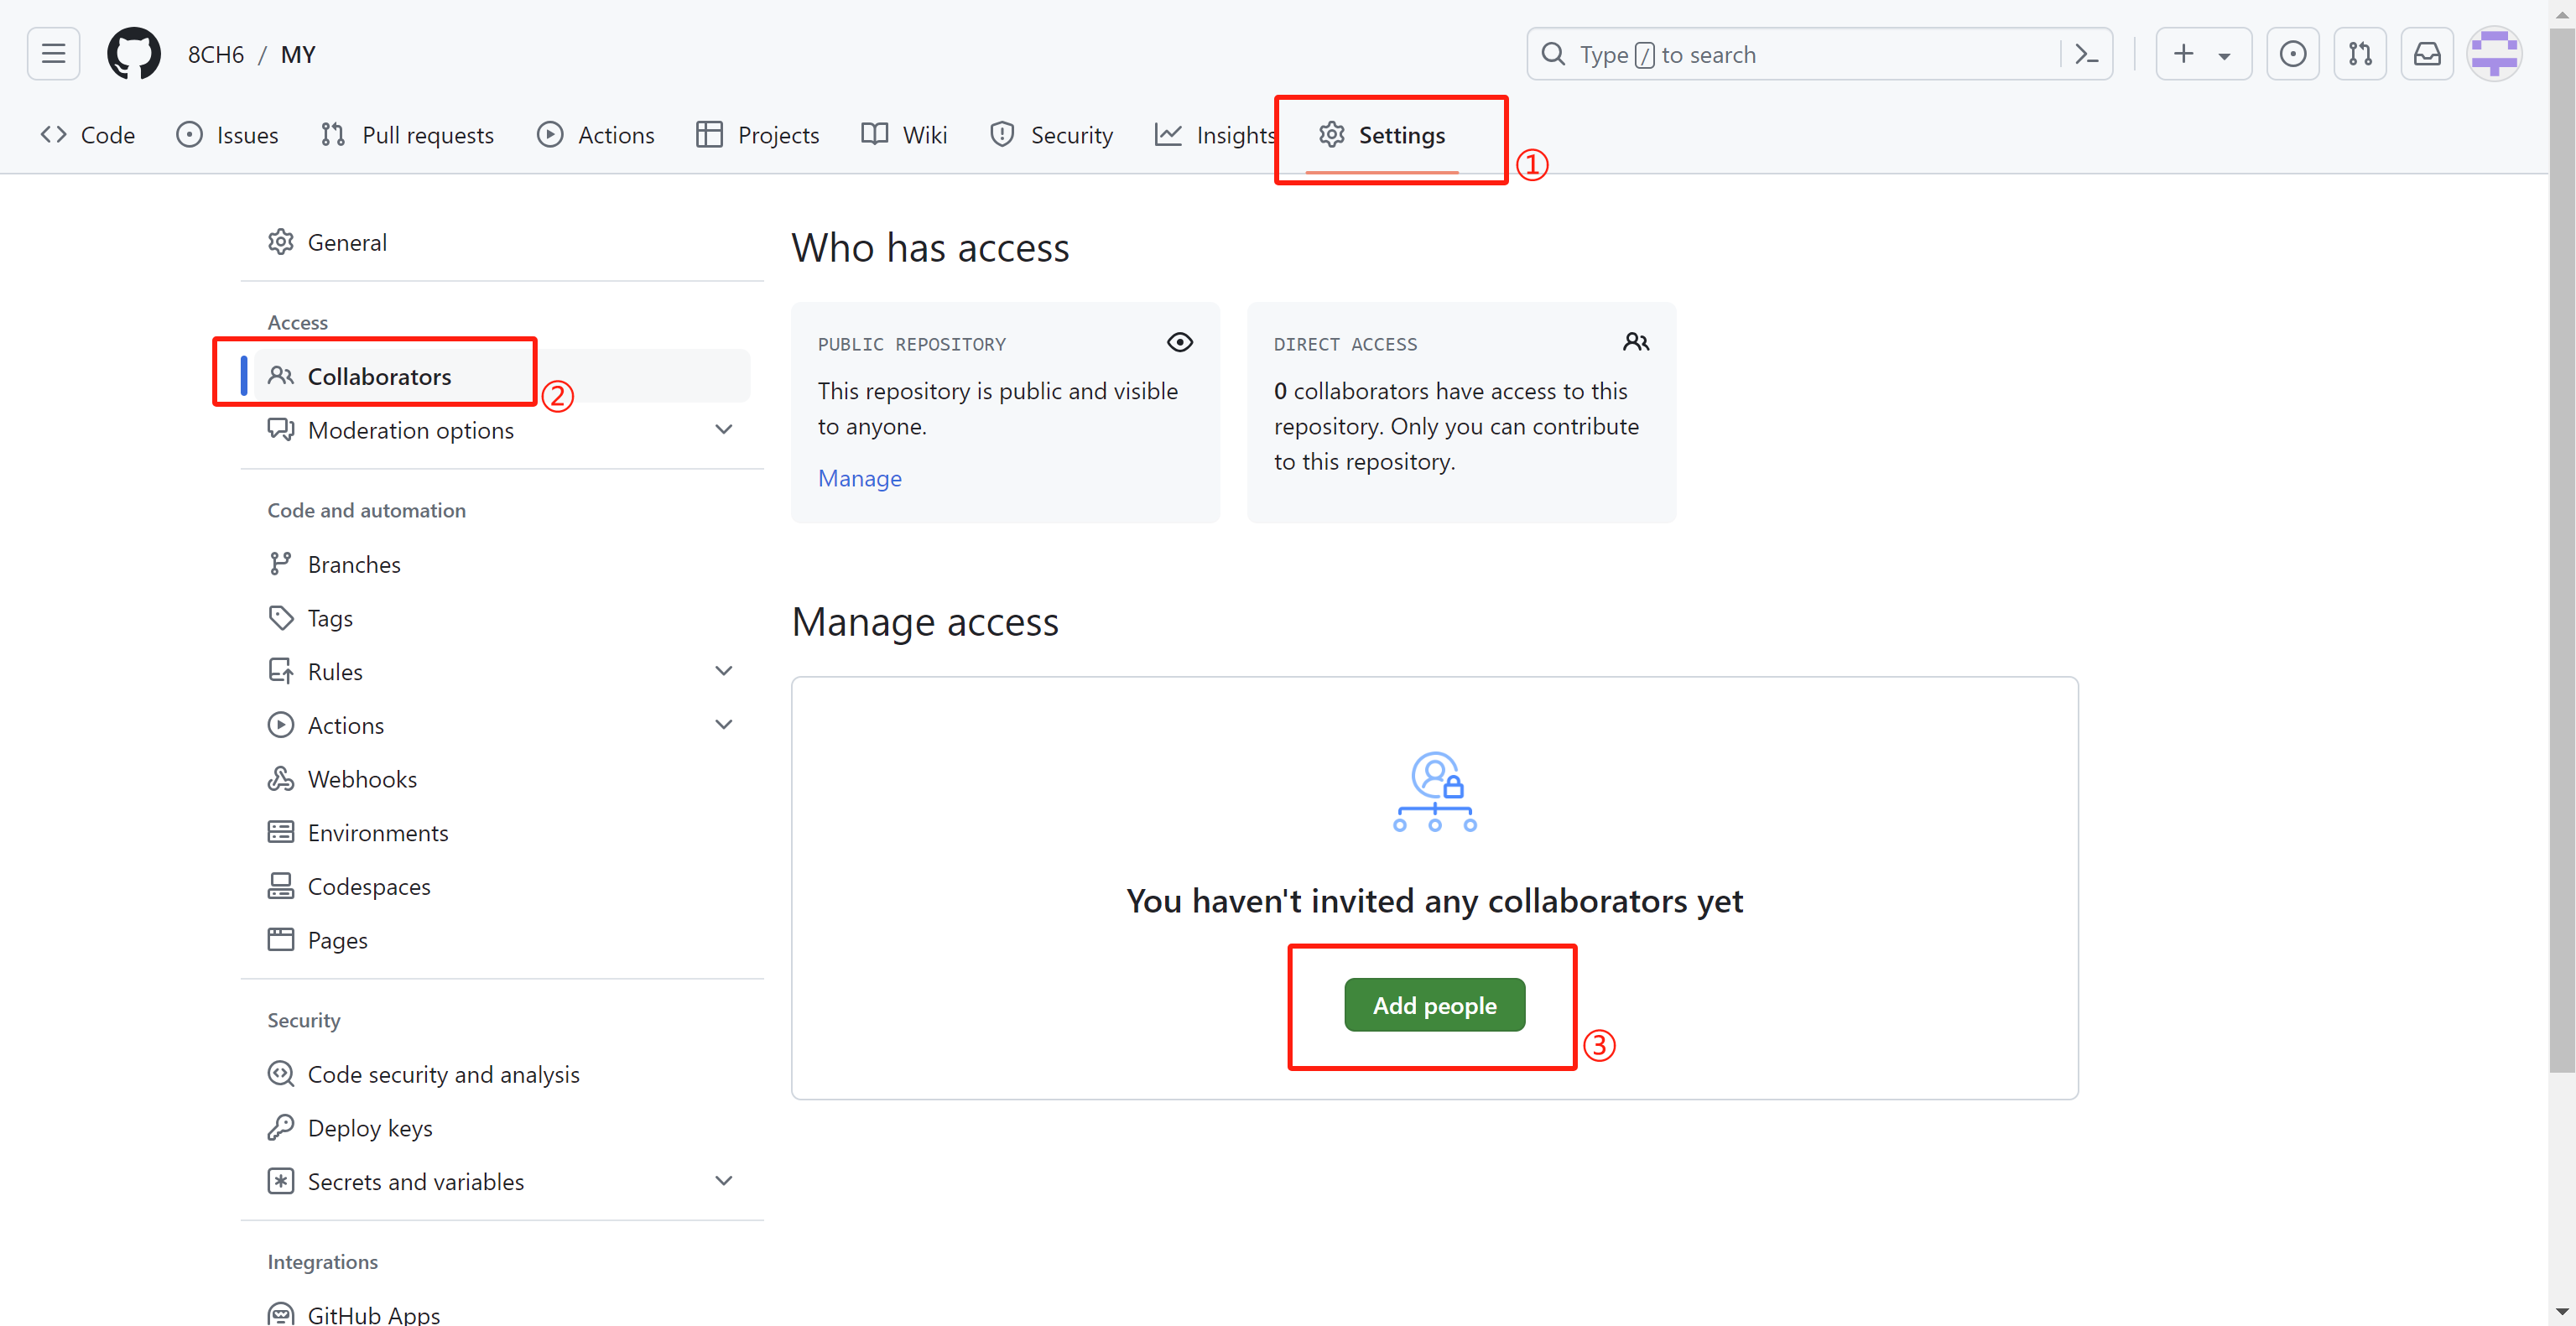 8CH6 / MY
Type / to search
Code Issues Pull requests Actions Projects Wiki Security Insights Settings
①
General
Access
Collaborators
②
Moderation options
Code and automation
Branches
Tags
Rules
Actions
Webhooks
Environments
Codespaces
Pages
Security
Code security and analysis
Deploy keys
Secrets and variables
Integrations
GitHub Apps
Who has access
PUBLIC REPOSITORY
This repository is public and visible
to anyone.
Manage
DIRECT ACCESS
0 collaborators have access to this
repository. Only you can contribute
to this repository.
Manage access
You haven't invited any collaborators yet
Add people
③